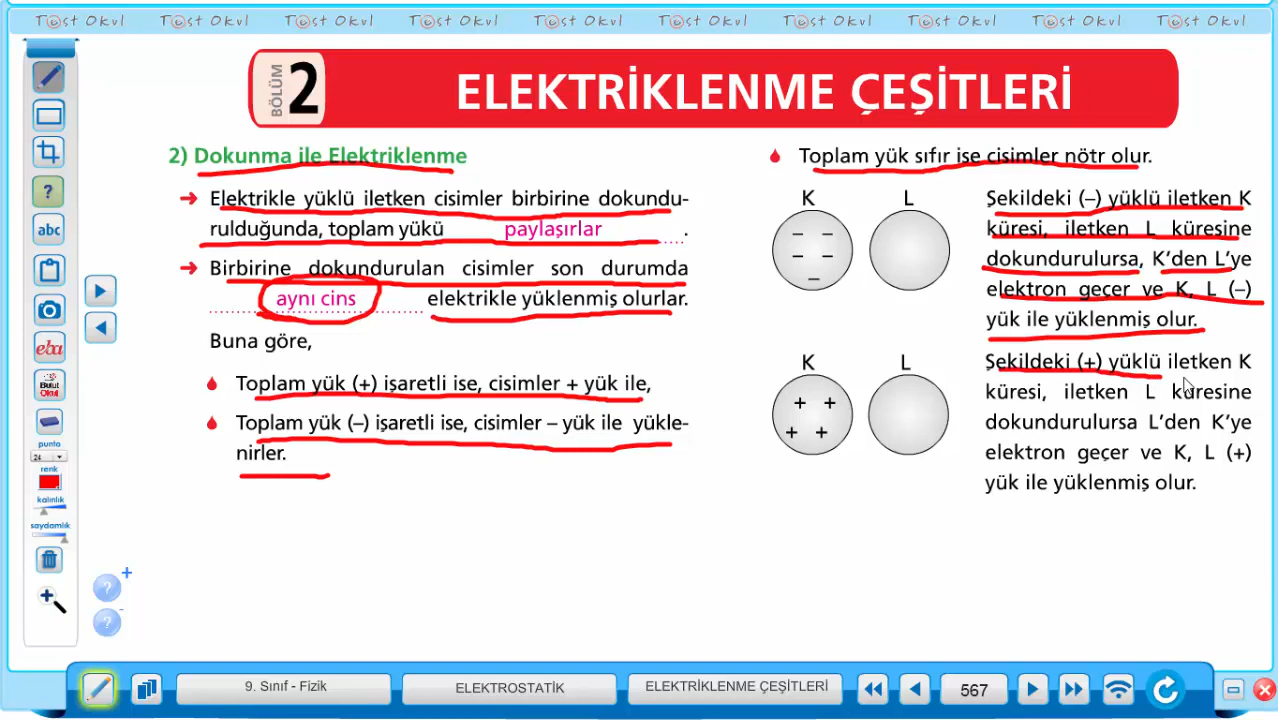 Test Okul Test Okul Test Okul Test Okul Test Okul Test Okul Test Okul Test Okul Test Okul Test Okul
BÖLÜM 2 ELEKTRİKLENME ÇEŞİTLERİ
2) Dokunma ile Elektriklenme
Elektrikle yüklü iletken cisimler birbirine dokundu-
rulduğunda, toplam yükü paylaşırlar .
Birbirine dokundurulan cisimler son durumda
aynı cins elektrikle yüklenmiş olurlar.
Buna göre,
Toplam yük (+) işaretli ise, cisimler + yük ile,
Toplam yük (–) işaretli ise, cisimler – yük ile yükle-
nirler.
Toplam yük sıfır ise cisimler nötr olur.
K L
– –
– –
–
Şekildeki (–) yüklü iletken K
küresi, iletken L küresine
dokundurulursa, K’den L’ye
elektron geçer ve K, L (–)
yük ile yüklenmiş olur.
K L
+ +
+ +
Şekildeki (+) yüklü iletken K
küresi, iletken L küresine
dokundurulursa L’den K’ye
elektron geçer ve K, L (+)
yük ile yüklenmiş olur.
?
abc
eba
Bulut
Okul
punto
24
renk
kalınlık
saydamlık
? +
? -
9. Sınıf - Fizik
ELEKTROSTATİK
ELEKTRİKLENME ÇEŞİTLERİ
567